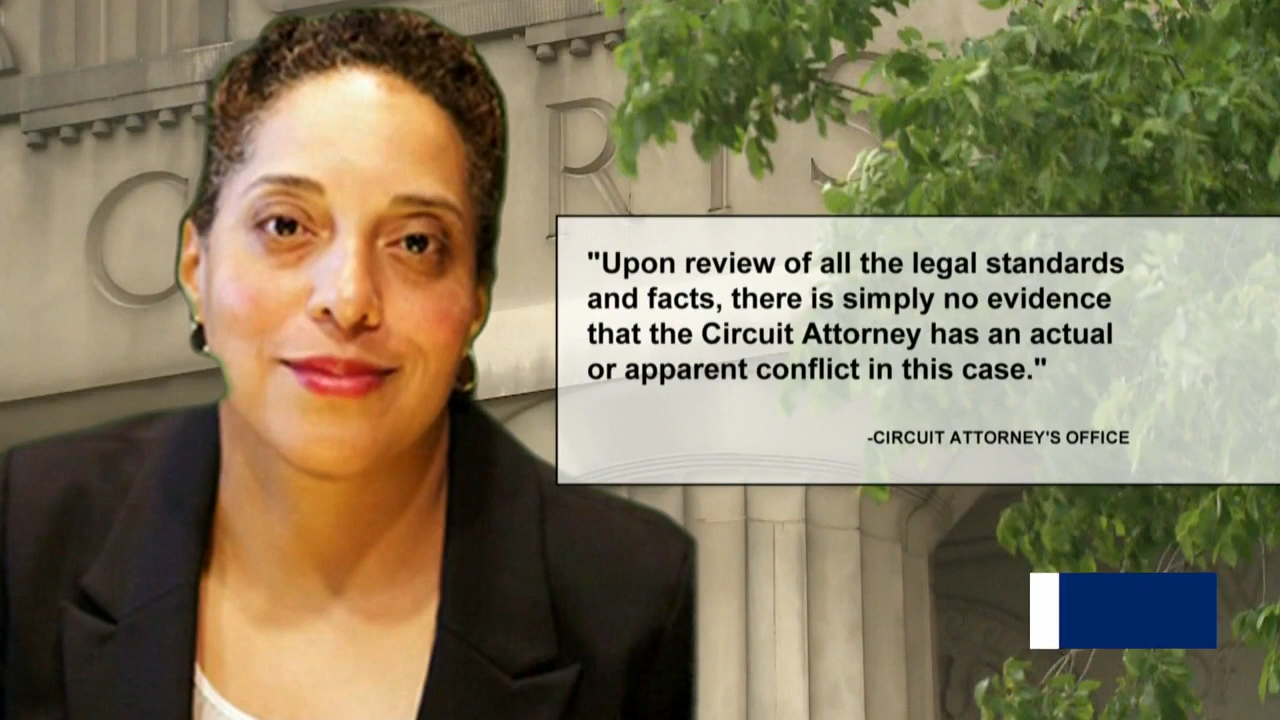 "Upon review of all the legal standards
and facts, there is simply no evidence
that the Circuit Attorney has an actual
or apparent conflict in this case."
-CIRCUIT ATTORNEY'S OFFICE